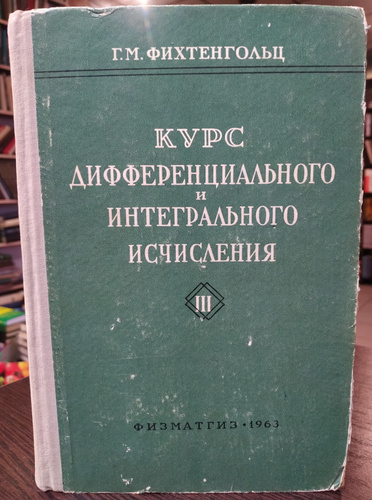 Г. М. ФИХТЕНГОЛЬЦ
КУРС
ДИФФЕРЕНЦИАЛЬНОГО
И
ИНТЕГРАЛЬНОГО
ИСЧИСЛЕНИЯ
III
ФИЗМАТГИЗ • 1963